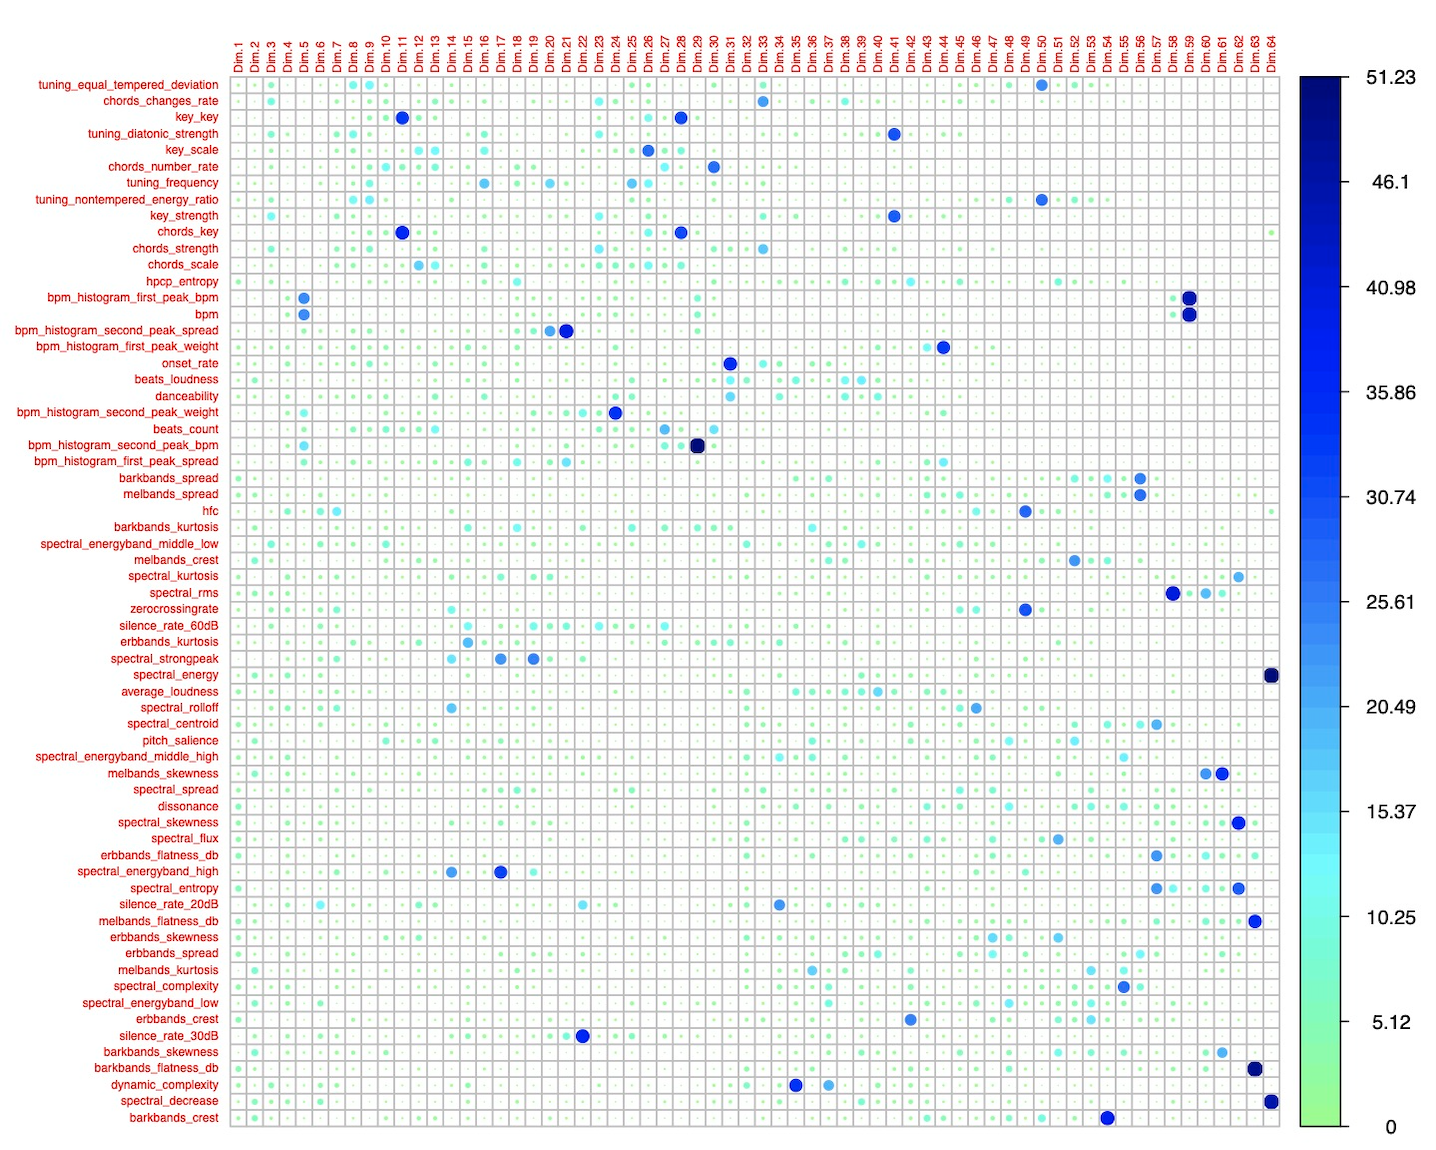 Dim.1 Dim.2 Dim.3 Dim.4 Dim.5 Dim.6 Dim.7 Dim.8 Dim.9 Dim.10 Dim.11 Dim.12 Dim.13 Dim.14 Dim.15 Dim.16 Dim.17 Dim.18 Dim.19 Dim.20 Dim.21 Dim.22 Dim.23 Dim.24 Dim.25 Dim.26 Dim.27 Dim.28 Dim.29 Dim.30 Dim.31 Dim.32 Dim.33 Dim.34 Dim.35 Dim.36 Dim.37 Dim.38 Dim.39 Dim.40 Dim.41 Dim.42 Dim.43 Dim.44 Dim.45 Dim.46 Dim.47 Dim.48 Dim.49 Dim.50 Dim.51 Dim.52 Dim.53 Dim.54 Dim.55 Dim.56 Dim.57 Dim.58 Dim.59 Dim.60 Dim.61 Dim.62 Dim.63 Dim.64
tuning_equal_tempered_deviation
chords_changes_rate
key_key
tuning_diatonic_strength
key_scale
chords_number_rate
tuning_frequency
tuning_nontempered_energy_ratio
key_strength
chords_key
chords_strength
chords_scale
hpcp_entropy
bpm_histogram_first_peak_bpm
bpm
bpm_histogram_second_peak_spread
bpm_histogram_first_peak_weight
onset_rate
beats_loudness
danceability
bpm_histogram_second_peak_weight
beats_count
bpm_histogram_second_peak_bpm
bpm_histogram_first_peak_spread
barkbands_spread
melbands_spread
hfc
barkbands_kurtosis
spectral_energyband_middle_low
melbands_crest
spectral_kurtosis
spectral_rms
zerocrossingrate
silence_rate_60dB
erbbands_kurtosis
spectral_strongpeak
spectral_energy
average_loudness
spectral_rolloff
spectral_centroid
pitch_salience
spectral_energyband_middle_high
melbands_skewness
spectral_spread
dissonance
spectral_skewness
spectral_flux
erbbands_flatness_db
spectral_energyband_high
spectral_entropy
silence_rate_20dB
melbands_flatness_db
erbbands_skewness
erbbands_spread
melbands_kurtosis
spectral_complexity
spectral_energyband_low
erbbands_crest
silence_rate_30dB
barkbands_skewness
barkbands_flatness_db
dynamic_complexity
spectral_decrease
barkbands_crest
51.23
46.1
40.98
35.86
30.74
25.61
20.49
15.37
10.25
5.12
0